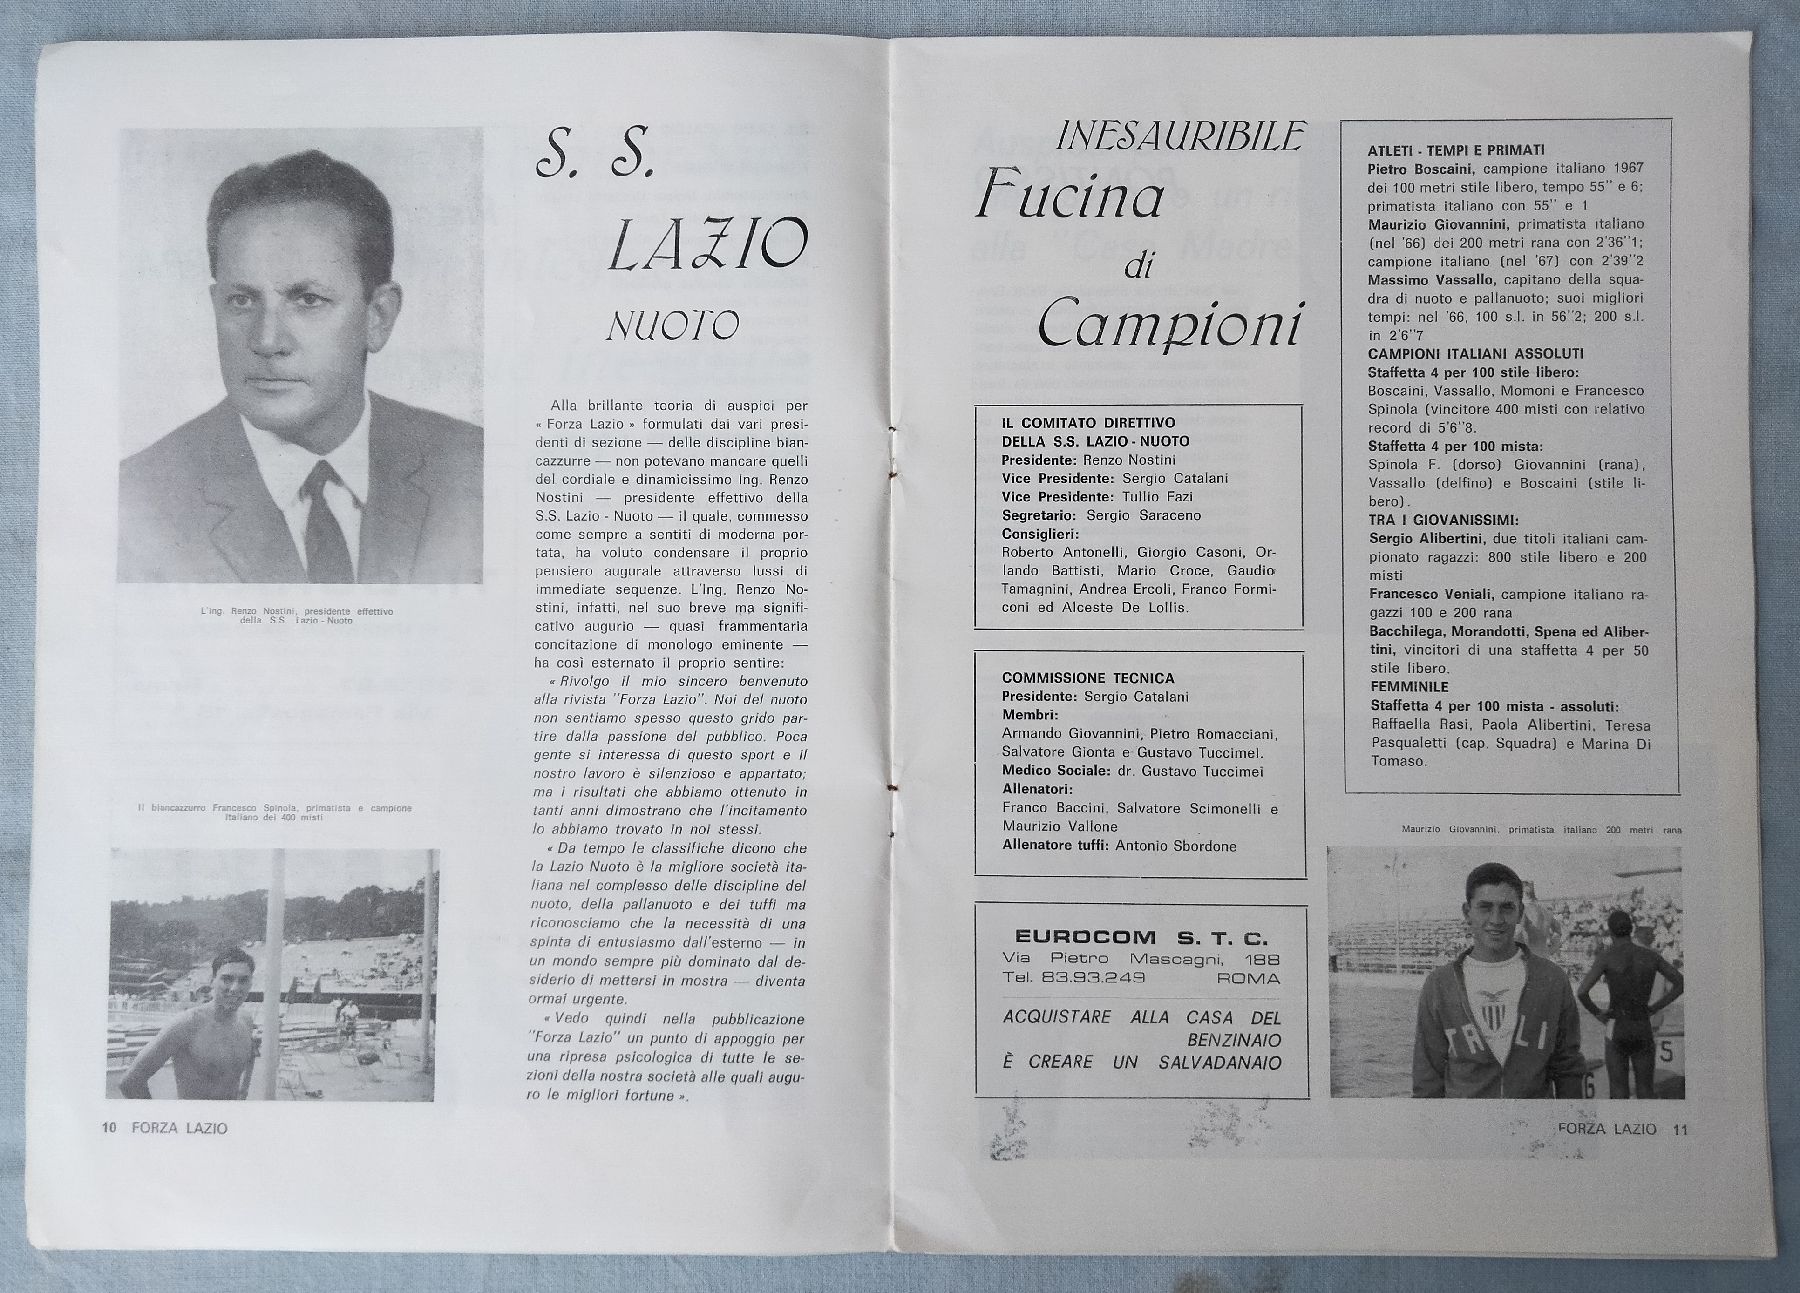 S. S.
LAZIO
NUOTO
L'Ing. Renzo Nostini, presidente effettivo
della S.S. Lazio - Nuoto
Il biancazzurro Francesco Spinola, primatista e campione
Italiano dei 400 misti
Alla brillante teoria di auspici per
« Forza Lazio » formulati dai vari presi-
denti di sezione — delle discipline bian-
cazzurre — non potevano mancare quelli
del cordiale e dinamicissimo Ing. Renzo
Nostini — presidente effettivo della
S.S. Lazio - Nuoto — il quale, commesso
come sempre a sentiti di moderna por-
tata, ha voluto condensare il proprio
pensiero augurale attraverso lussi di
immediate sequenze. L'Ing. Renzo No-
stini, infatti, nel suo breve ma signifi-
cativo augurio — quasi frammentaria
concitazione di monologo eminente —
ha così esternato il proprio sentire:
« Rivolgo il mio sincero benvenuto
alla rivista "Forza Lazio". Noi del nuoto
non sentiamo spesso questo grido par-
tire dalla passione del pubblico. Poca
gente si interessa di questo sport e il
nostro lavoro è silenzioso e appartato;
ma i risultati che abbiamo ottenuto in
tanti anni dimostrano che l'incitamento
lo abbiamo trovato in noi stessi.
« Da tempo le classifiche dicono che
la Lazio Nuoto è la migliore società ita-
liana nel complesso delle discipline del
nuoto, della pallanuoto e dei tuffi ma
riconosciamo che la necessità di una
spinta di entusiasmo dall'esterno — in
un mondo sempre più dominato dal de-
siderio di mettersi in mostra — diventa
ormai urgente.
« Vedo quindi nella pubblicazione
"Forza Lazio" un punto di appoggio per
una ripresa psicologica di tutte le se-
zioni della nostra società alle quali augu-
ro le migliori fortune ».
10 FORZA LAZIO
INESAURIBILE
Fucina
di
Campioni
IL COMITATO DIRETTIVO
DELLA S.S. LAZIO - NUOTO
Presidente: Renzo Nostini
Vice Presidente: Sergio Catalani
Vice Presidente: Tullio Fazi
Segretario: Sergio Saraceno
Consiglieri:
Roberto Antonelli, Giorgio Casoni, Or-
lando Battisti, Mario Croce, Gaudio
Tamagnini, Andrea Ercoli, Franco Formi-
coni ed Alceste De Lollis.
COMMISSIONE TECNICA
Presidente: Sergio Catalani
Membri:
Armando Giovannini, Pietro Romacciani,
Salvatore Gionta e Gustavo Tuccimel.
Medico Sociale: dr. Gustavo Tuccimei
Allenatori:
Franco Baccini, Salvatore Scimonelli e
Maurizio Vallone
Allenatore tuffi: Antonio Sbordone
EUROCOM S. T. C.
Via Pietro Mascagni, 188
Tel. 83.93.249 ROMA
ACQUISTARE ALLA CASA DEL
BENZINAIO
È CREARE UN SALVADANAIO
ATLETI - TEMPI E PRIMATI
Pietro Boscaini, campione italiano 1967
dei 100 metri stile libero, tempo 55" e 6;
primatista italiano con 55" e 1
Maurizio Giovannini, primatista italiano
(nel '66) dei 200 metri rana con 2'36"1;
campione italiano (nel '67) con 2'39"2
Massimo Vassallo, capitano della squa-
dra di nuoto e pallanuoto; suoi migliori
tempi: nel '66, 100 s.l. in 56"2; 200 s.l.
in 2'6"7
CAMPIONI ITALIANI ASSOLUTI
Staffetta 4 per 100 stile libero:
Boscaini, Vassallo, Momoni e Francesco
Spinola (vincitore 400 misti con relativo
record di 5'6"8.
Staffetta 4 per 100 mista:
Spinola F. (dorso) Giovannini (rana),
Vassallo (delfino) e Boscaini (stile li-
bero).
TRA I GIOVANISSIMI:
Sergio Alibertini, due titoli italiani cam-
pionato ragazzi: 800 stile libero e 200
misti
Francesco Veniali, campione italiano ra-
gazzi 100 e 200 rana
Bacchilega, Morandotti, Spena ed Aliber-
tini, vincitori di una staffetta 4 per 50
stile libero.
FEMMINILE
Staffetta 4 per 100 mista - assoluti:
Raffaella Rasi, Paola Alibertini, Teresa
Pasqualetti (cap. Squadra) e Marina Di
Tomaso.
Maurizio Giovannini, primatista italiano 200 metri rana
5
6
FORZA LAZIO 11